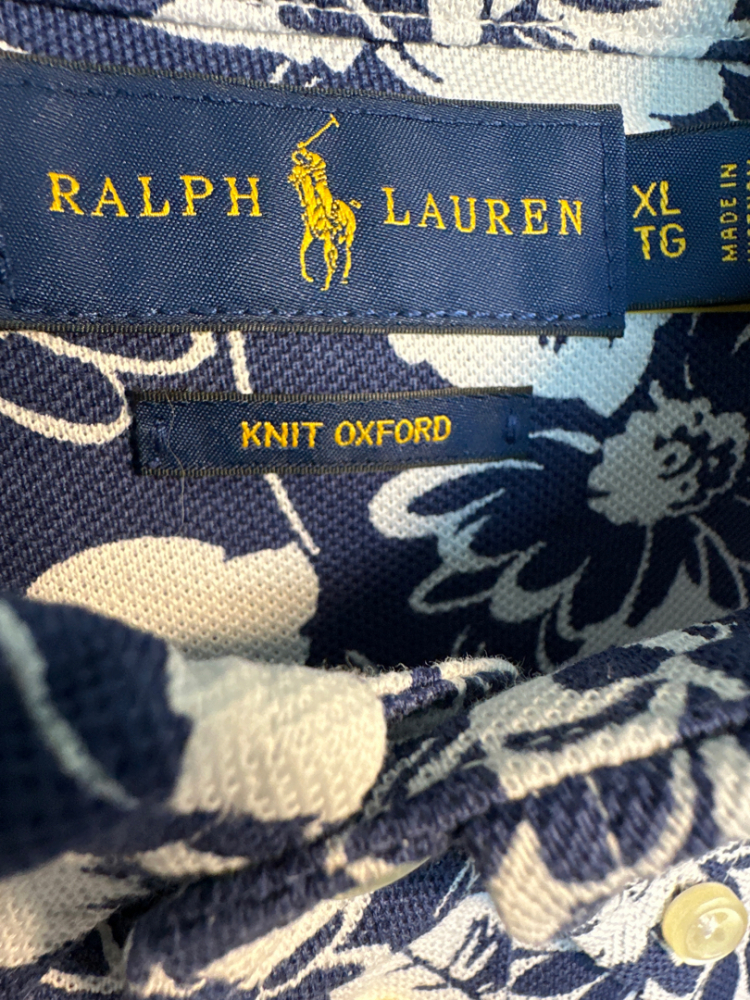 RALPH LAUREN
XL
TG
MADE IN
KNIT OXFORD